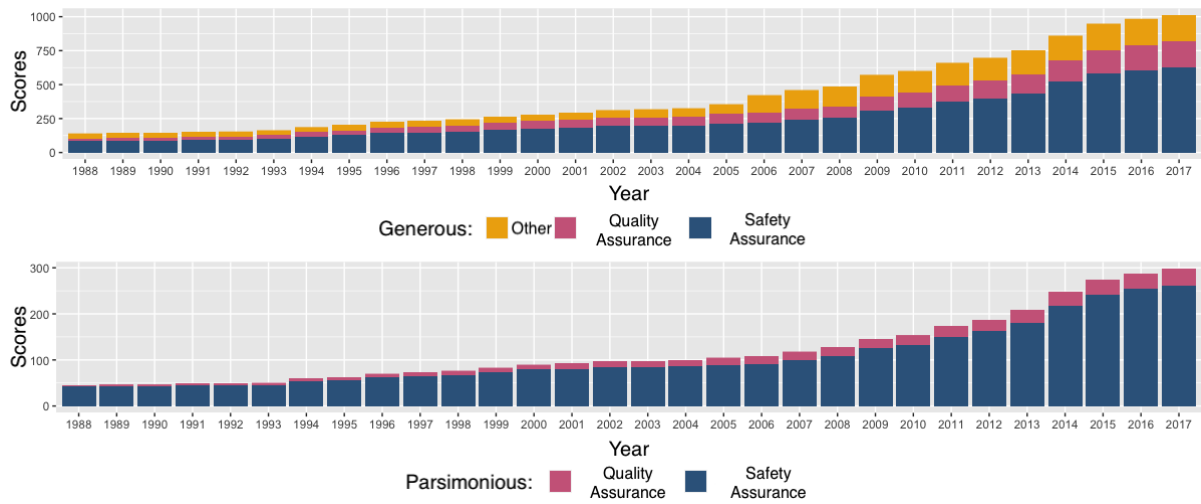 1000
750
500
250
0
Scores
1988 1989 1990 1991 1992 1993 1994 1995 1996 1997 1998 1999 2000 2001 2002 2003 2004 2005 2006 2007 2008 2009 2010 2011 2012 2013 2014 2015 2016 2017
Year
Generous: Other Quality Assurance Safety Assurance
300
200
100
0
Scores
1988 1989 1990 1991 1992 1993 1994 1995 1996 1997 1998 1999 2000 2001 2002 2003 2004 2005 2006 2007 2008 2009 2010 2011 2012 2013 2014 2015 2016 2017
Year
Parsimonious: Quality Assurance Safety Assurance